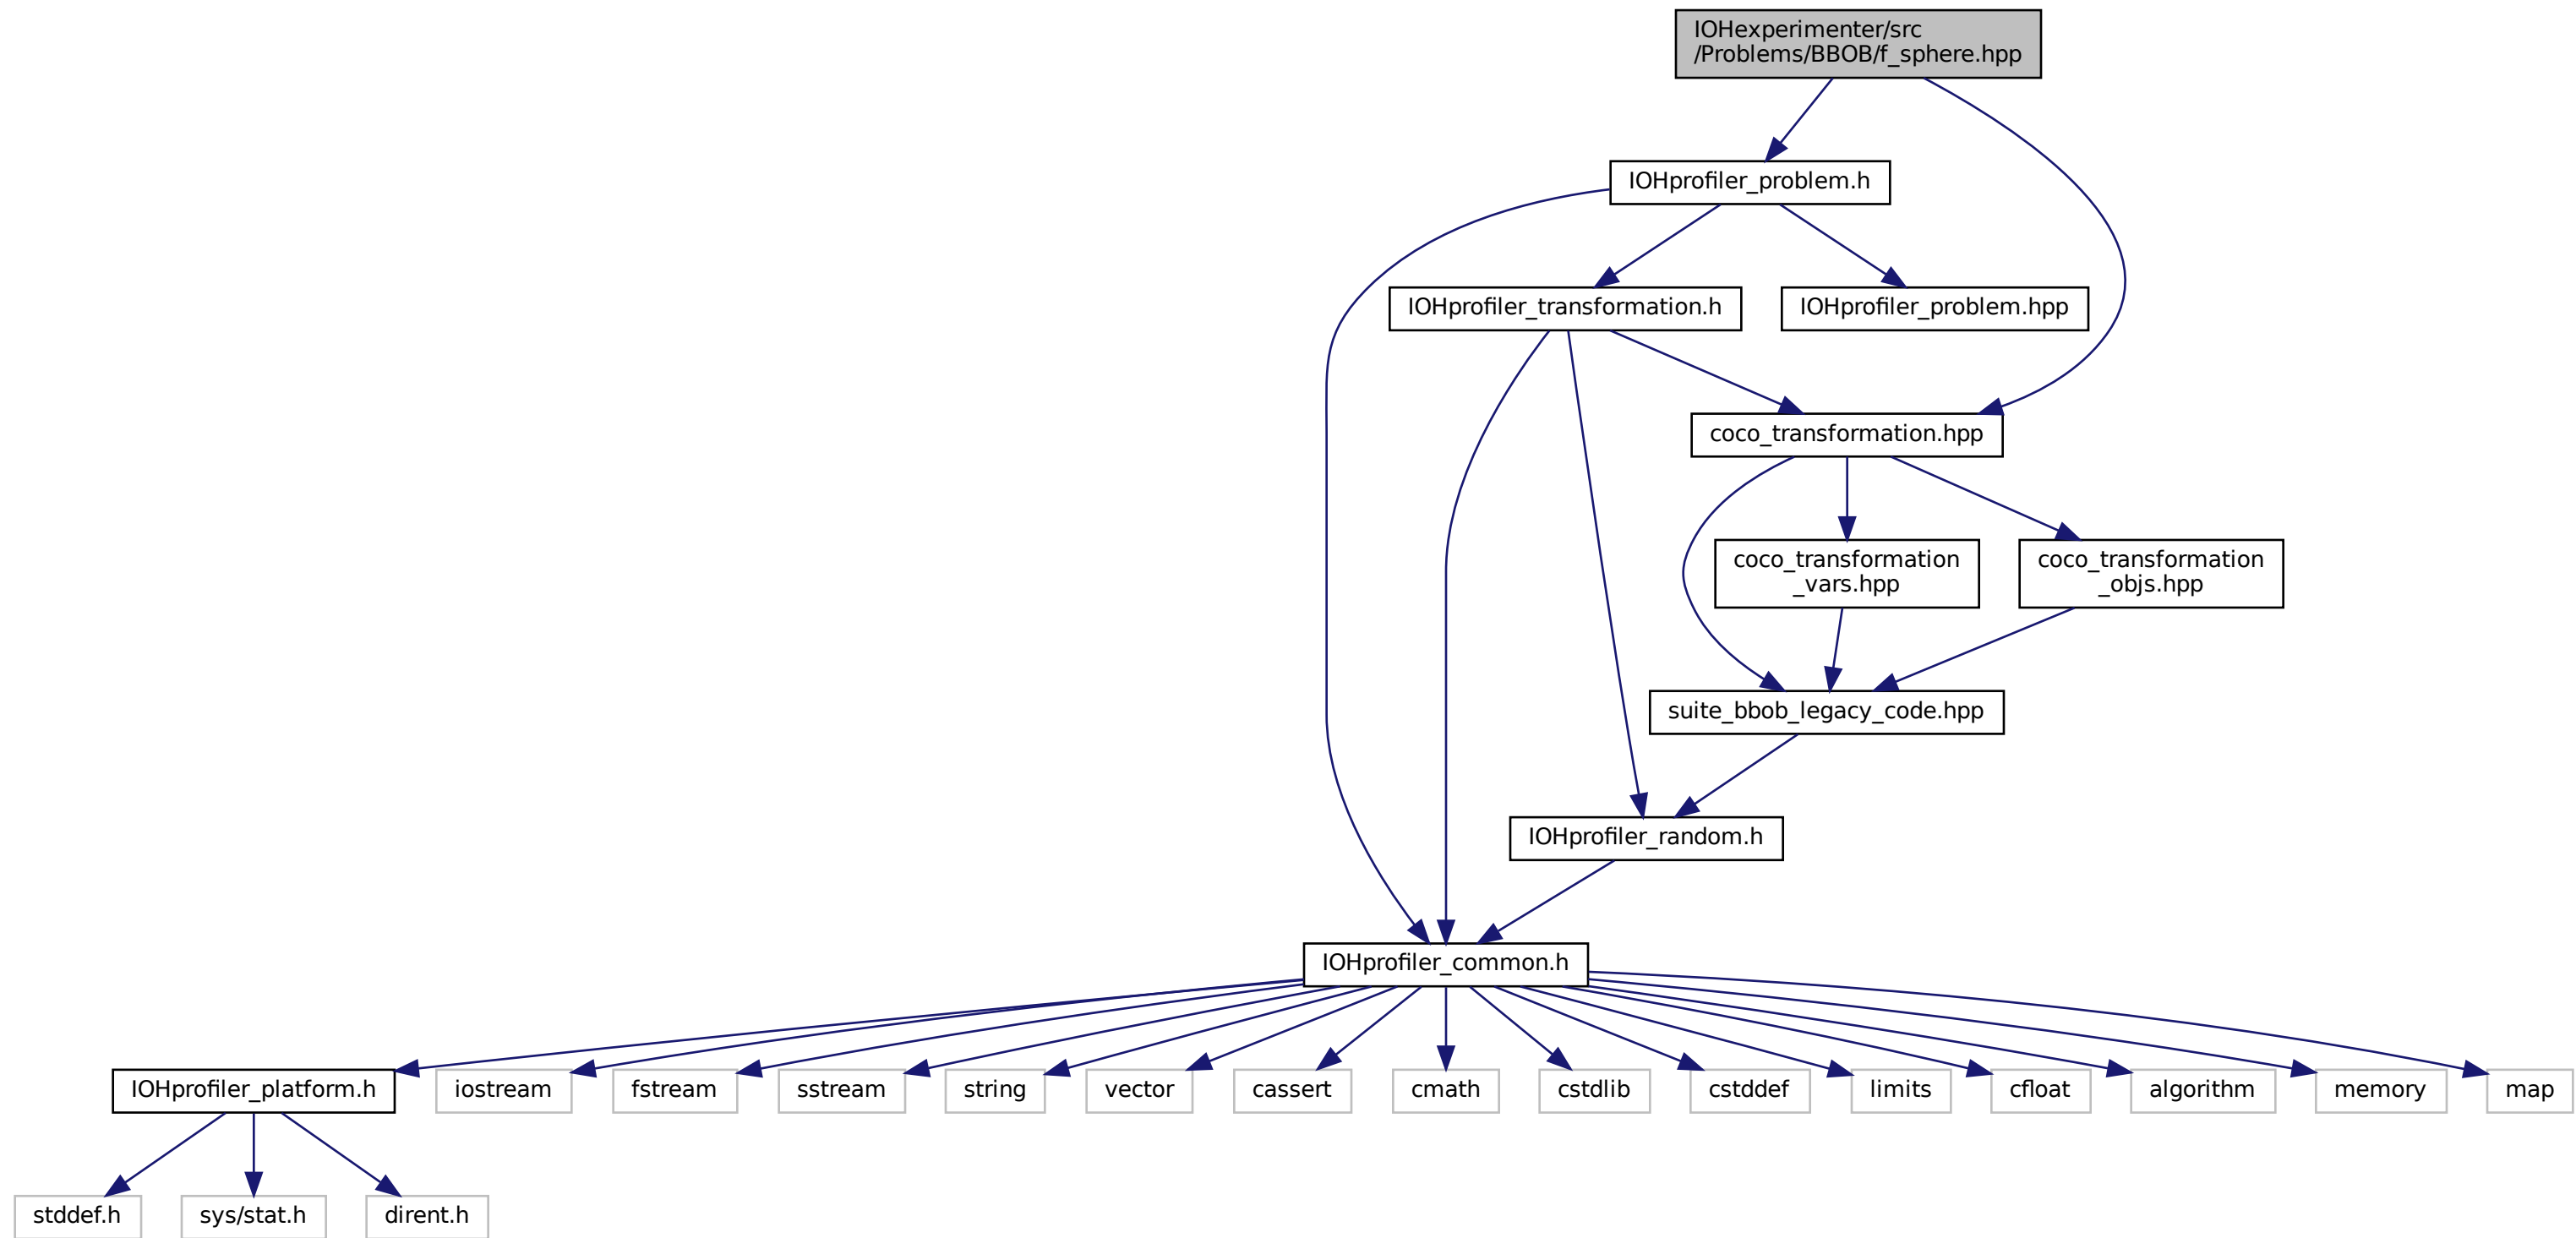 IOHexperimenter/src
/Problems/BBOB/f_sphere.hpp
IOHprofiler_problem.h
IOHprofiler_transformation.h
IOHprofiler_problem.hpp
coco_transformation.hpp
coco_transformation
_vars.hpp
coco_transformation
_objs.hpp
suite_bbob_legacy_code.hpp
IOHprofiler_random.h
IOHprofiler_common.h
IOHprofiler_platform.h
iostream
fstream
sstream
string
vector
cassert
cmath
cstdlib
cstddef
limits
cfloat
algorithm
memory
map
stddef.h
sys/stat.h
dirent.h